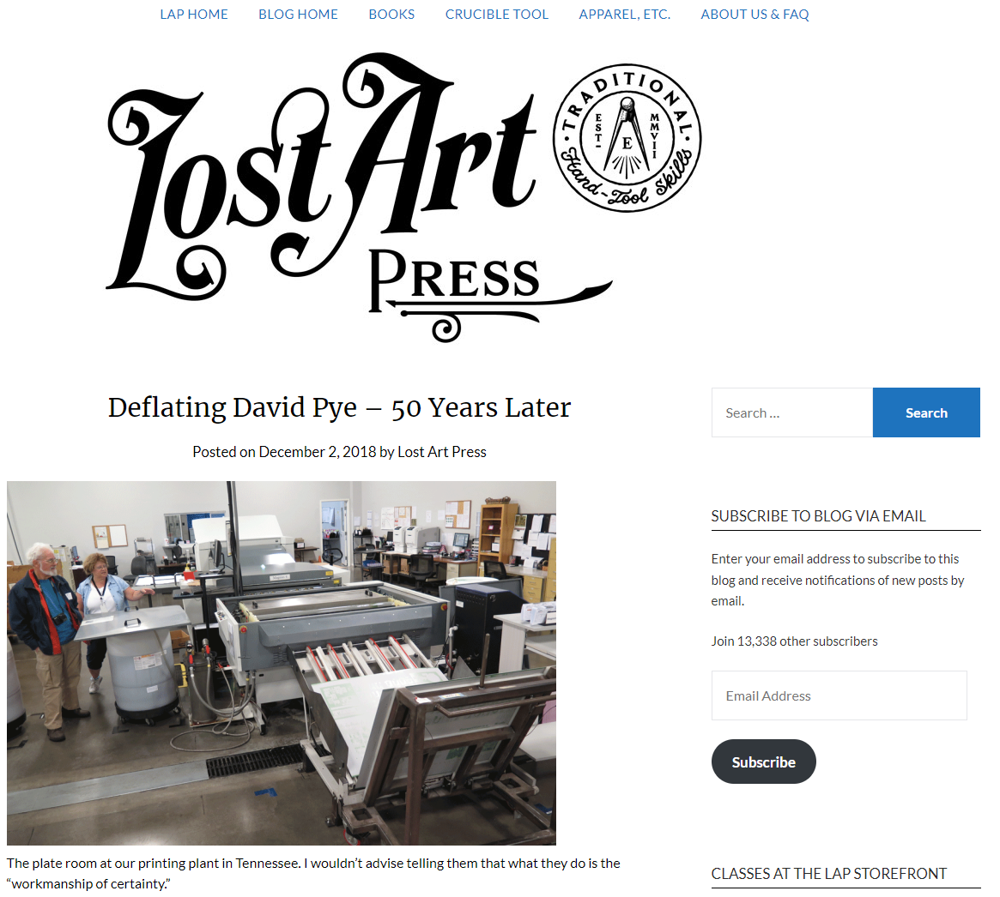 LAP HOME BLOG HOME BOOKS CRUCIBLE TOOL APPAREL, ETC. ABOUT US & FAQ
Lost Art
PRESS
· TRADITIONAL ·
EST-
MMVII
E
Hand-Tool Skills
Deflating David Pye – 50 Years Later
Posted on December 2, 2018 by Lost Art Press
The plate room at our printing plant in Tennessee. I wouldn’t advise telling them that what they do is the
“workmanship of certainty.”
Search …
Search
SUBSCRIBE TO BLOG VIA EMAIL
Enter your email address to subscribe to this
blog and receive notifications of new posts by
email.
Join 13,338 other subscribers
Email Address
Subscribe
CLASSES AT THE LAP STOREFRONT